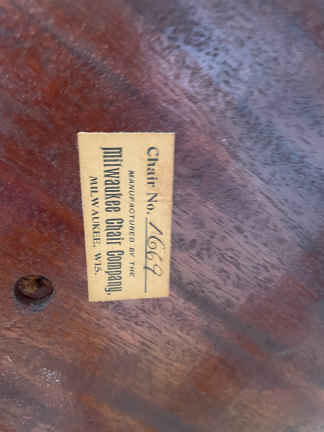 Chair No. 1669
MANUFACTURED BY THE
Milwaukee Chair Company,
MILWAUKEE, WIS.